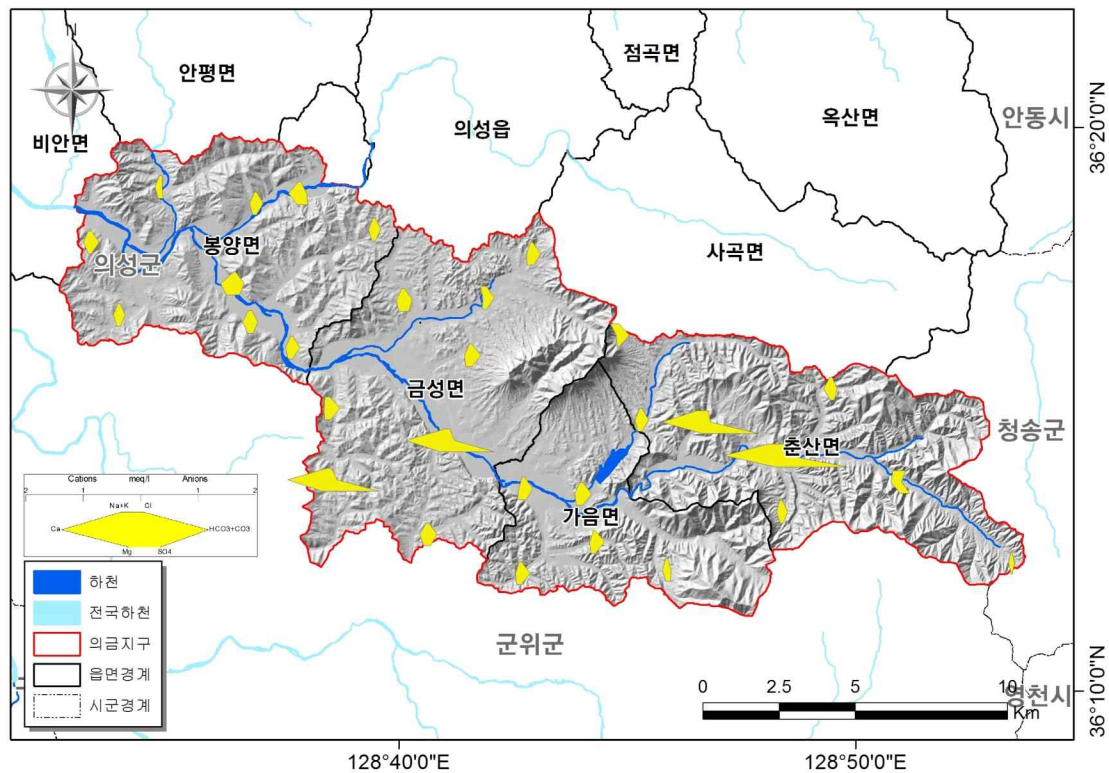 N
안평면
점곡면
비안면
의성읍
옥산면
안동시
36°20'0"N
봉양면
의성군
사곡면
금성면
청송군
춘산면
가음면
군위군
영천시
Cations meq/l Anions
2 1 1 2
Na+K Cl
Ca HCO3+CO3
Mg SO4
하천
전국하천
의금지구
읍면경계
시군경계
0 2.5 5 10
Km
36°10'0"N
128°40'0"E 128°50'0"E